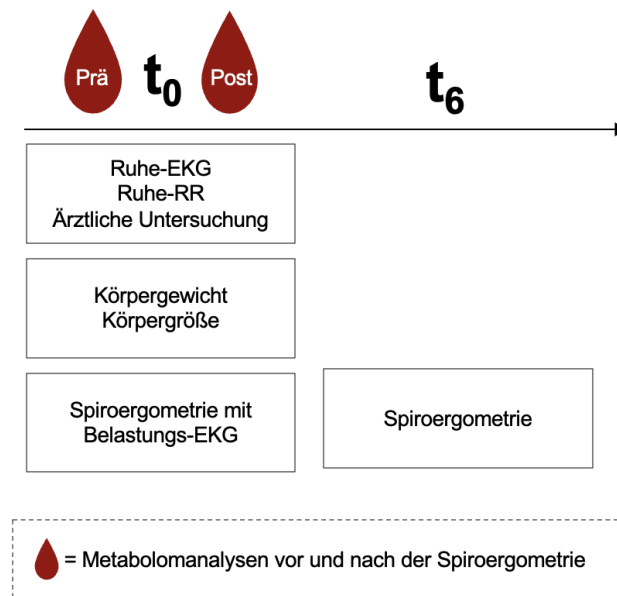 Prä
t0
Post
t6
Ruhe-EKG
Ruhe-RR
Ärztliche Untersuchung
Körpergewicht
Körpergröße
Spiroergometrie mit
Belastungs-EKG
Spiroergometrie
= Metabolomanalysen vor und nach der Spiroergometrie